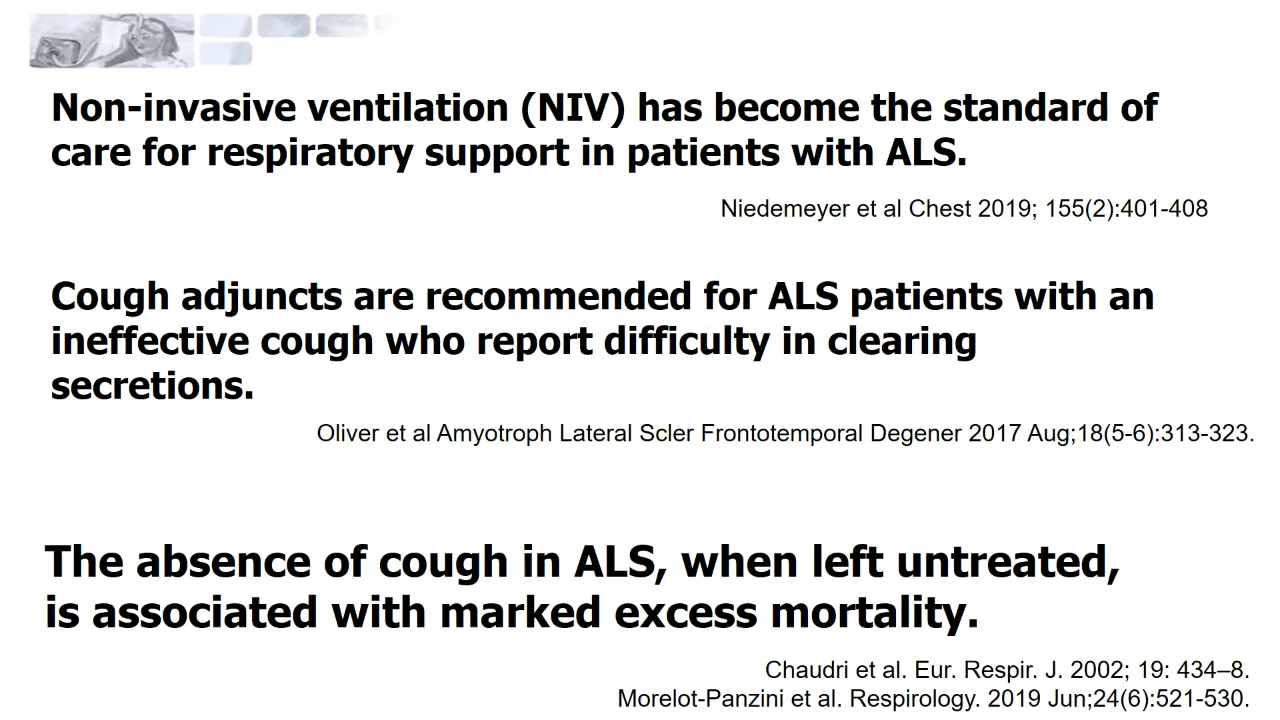 Non-invasive ventilation (NIV) has become the standard of
care for respiratory support in patients with ALS.
Niedemeyer et al Chest 2019; 155(2):401-408
Cough adjuncts are recommended for ALS patients with an
ineffective cough who report difficulty in clearing
secretions.
Oliver et al Amyotroph Lateral Scler Frontotemporal Degener 2017 Aug;18(5-6):313-323.
The absence of cough in ALS, when left untreated,
is associated with marked excess mortality.
Chaudri et al. Eur. Respir. J. 2002; 19: 434–8.
Morelot-Panzini et al. Respirology. 2019 Jun;24(6):521-530.